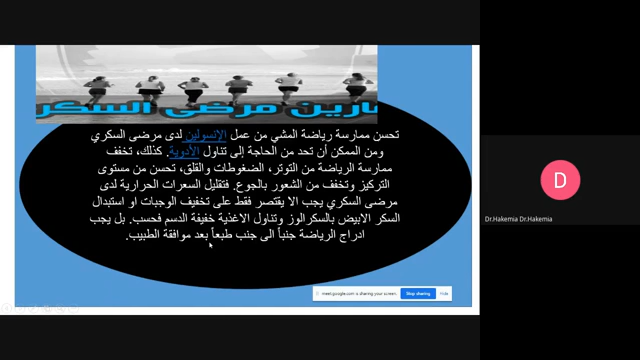 تمارين مرضى السكر
تحسن ممارسة رياضة المشي من عمل الإنسولين لدى مرضى السكري
ومن الممكن أن تحد من الحاجة إلى تناول الأدوية. كذلك، تخفف
ممارسة الرياضة من التوتر، الضغوطات والقلق، تحسن من مستوى
التركيز وتخفف من الشعور بالجوع. فتقليل السعرات الحرارية لدى
مرضى السكري يجب الا يقتصر فقط على تخفيف الوجبات او استبدال
السكر الابيض بالسكرالوز وتناول الاغذية خفيفة الدسم فحسب. بل يجب
ادراج الرياضة جنباً الى جنب طبعاً بعد موافقة الطبيب.
meet.google.com is sharing your screen.
Stop sharing
Hide
D
Dr.Hakemia Dr.Hakemia